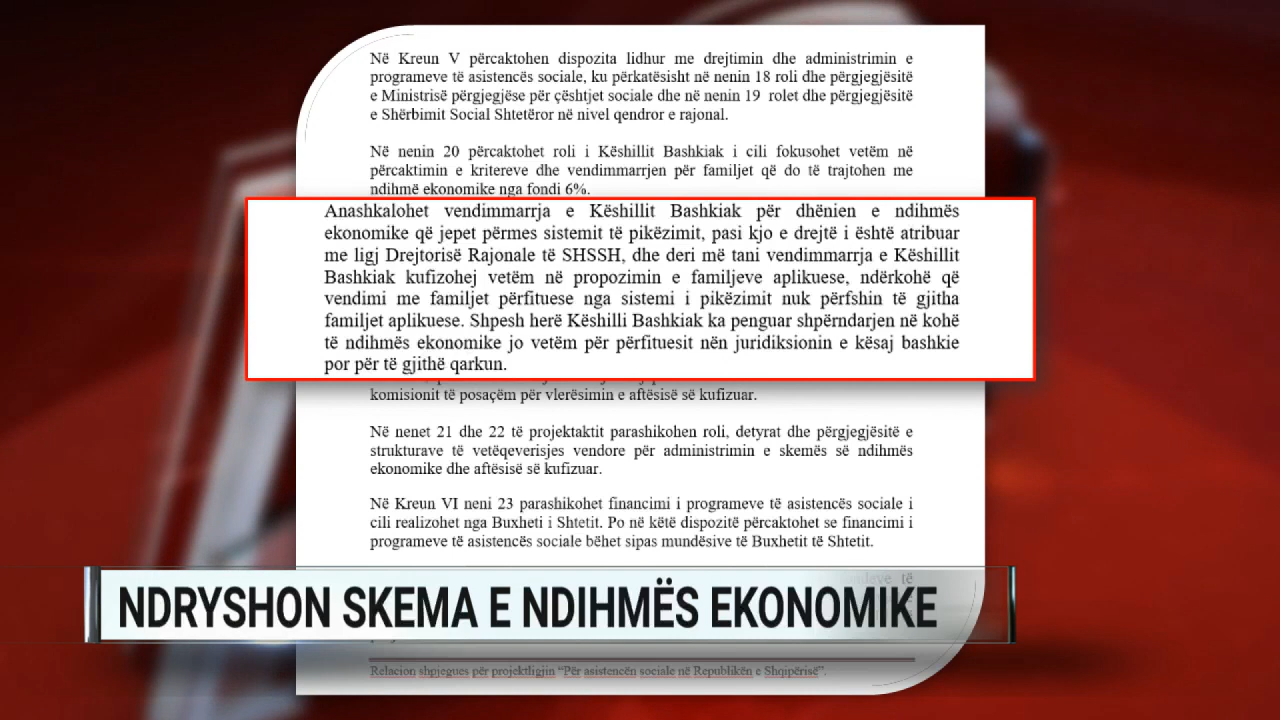 Në Kreun V përcaktohen dispozita lidhur me drejtimin dhe administrimin e
programeve të asistencës sociale, ku përkatësisht në nenin 18 roli dhe përgjegjësitë
e Ministrisë përgjegjëse për çështjet sociale dhe në nenin 19 rolet dhe përgjegjësitë
e Shërbimit Social Shtetëror në nivel qendror e rajonal.
Në nenin 20 përcaktohet roli i Këshillit Bashkiak i cili fokusohet vetëm në
përcaktimin e kritereve dhe vendimmarrjen për familjet që do të trajtohen me
ndihmë ekonomike nga fondi 6%.
Anashkalohet vendimmarrja e Këshillit Bashkiak për dhënien e ndihmës
ekonomike që jepet përmes sistemit të pikëzimit, pasi kjo e drejtë i është atribuar
me ligj Drejtorisë Rajonale të SHSSH, dhe deri më tani vendimmarrja e Këshillit
Bashkiak kufizohej vetëm në propozimin e familjeve aplikuese, ndërkohë që
vendimi me familjet përfituese nga sistemi i pikëzimit nuk përfshin të gjitha
familjet aplikuese. Shpesh herë Këshilli Bashkiak ka penguar shpërndarjen në kohë
të ndihmës ekonomike jo vetëm për përfituesit nën juridiksionin e kësaj bashkie
por për të gjithë qarkun.
komisionit të posaçëm për vlerësimin e aftësisë së kufizuar.
Në nenet 21 dhe 22 të projektaktit parashikohen roli, detyrat dhe përgjegjësitë e
strukturave të vetëqeverisjes vendore për administrimin e skemës së ndihmës
ekonomike dhe aftësisë së kufizuar.
Në Kreun VI neni 23 parashikohet financimi i programeve të asistencës sociale i
cili realizohet nga Buxheti i Shtetit. Po në këtë dispozitë përcaktohet se financimi i
programeve të asistencës sociale bëhet sipas mundësive të Buxhetit të Shtetit.
të
NDRYSHON SKEMA E NDIHMËS EKONOMIKE
Relacion shpjegues për projektligjin “Për asistencën sociale në Republikën e Shqipërisë”.